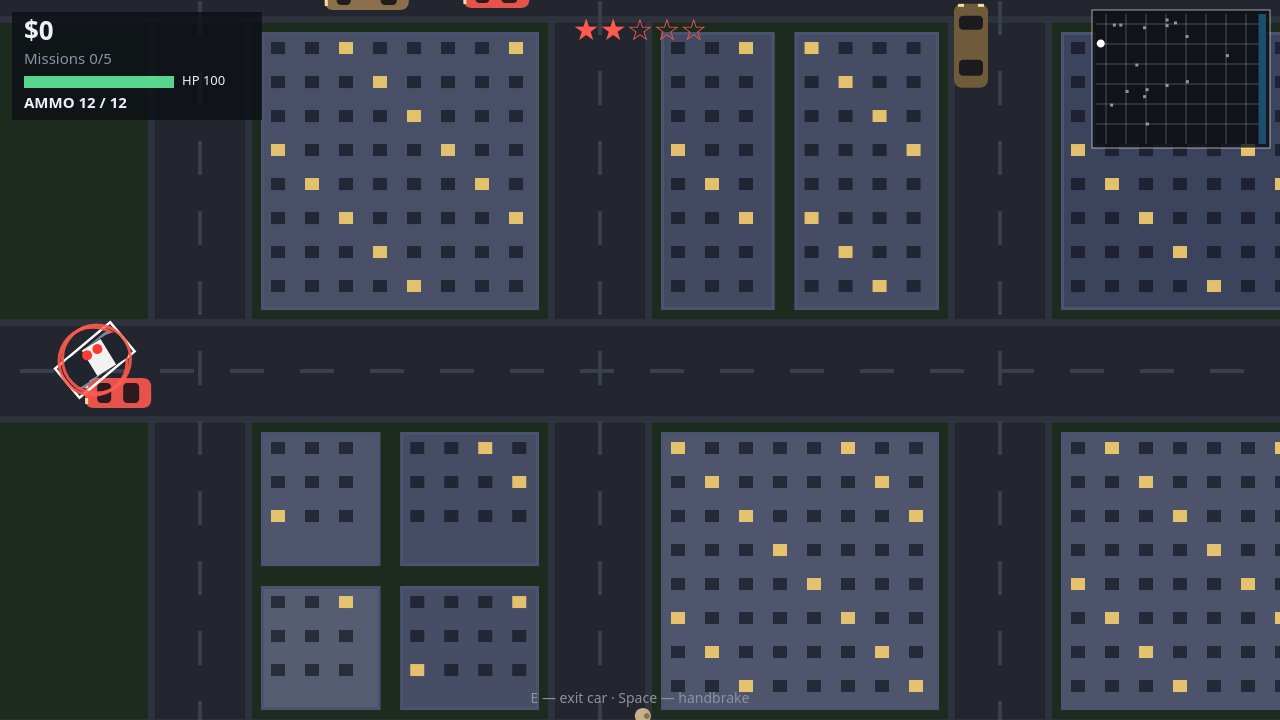 $0
Missions 0/5
HP 100
AMMO 12 / 12
★★☆☆☆
E — exit car · Space — handbrake